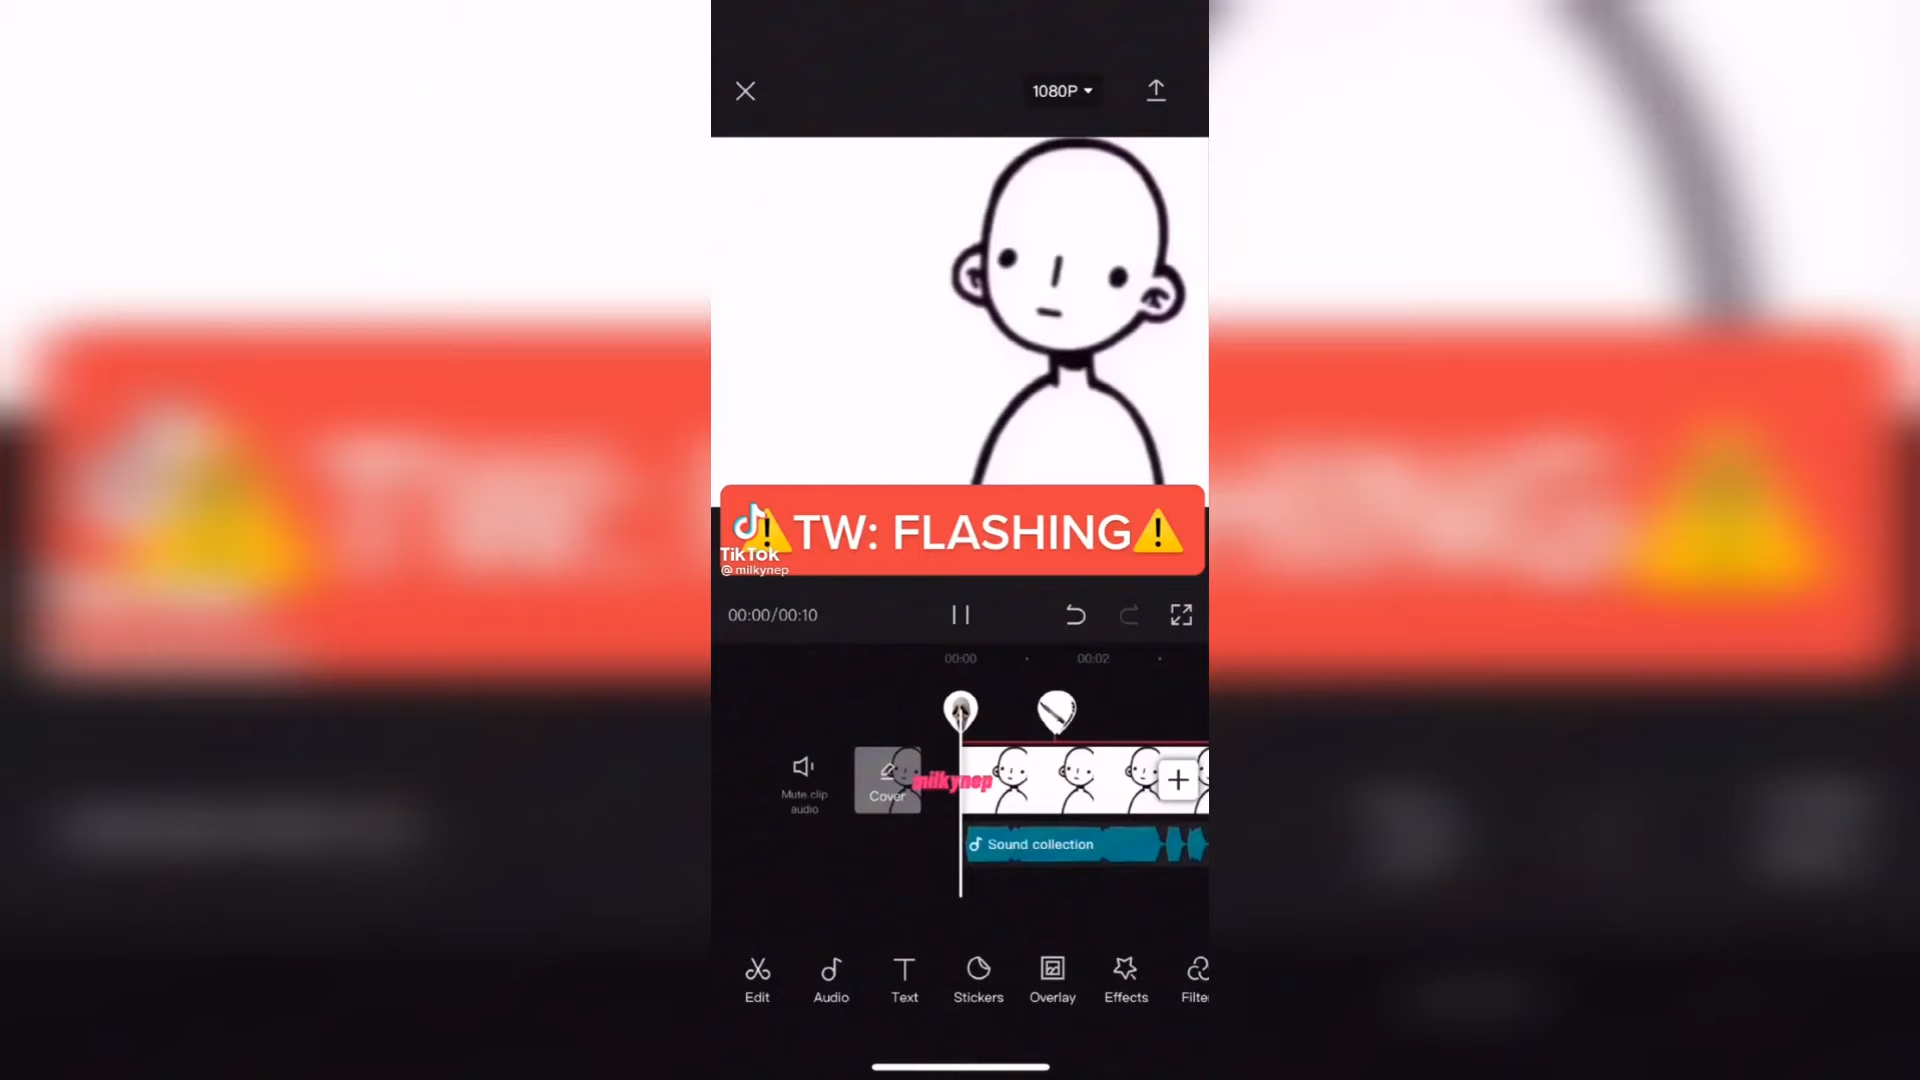 1080P
⚠️TW: FLASHING⚠️
TikTok
@milkynep
00:00/00:10
00:00
00:02
Mute clip
audio
Cover
milkynep
Sound collection
Edit
Audio
Text
Stickers
Overlay
Effects
Filte